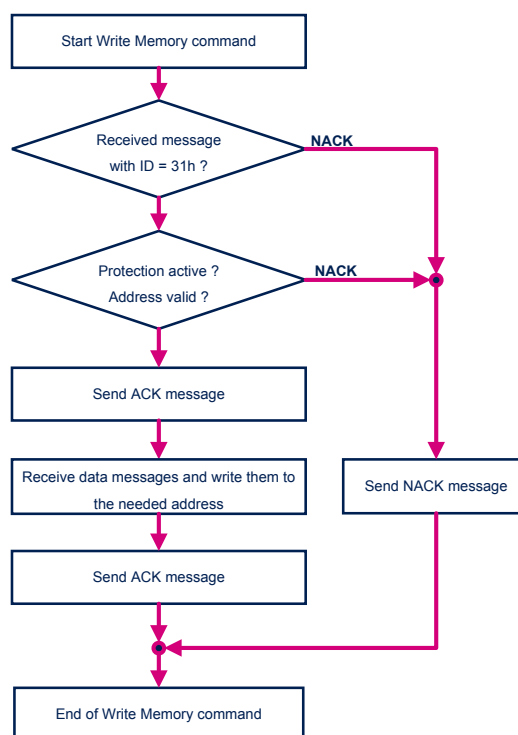 Start Write Memory command
Received message
with ID = 31h ?
NACK
Protection active ?
Address valid ?
NACK
Send ACK message
Receive data messages and write them to
the needed address
Send NACK message
Send ACK message
End of Write Memory command